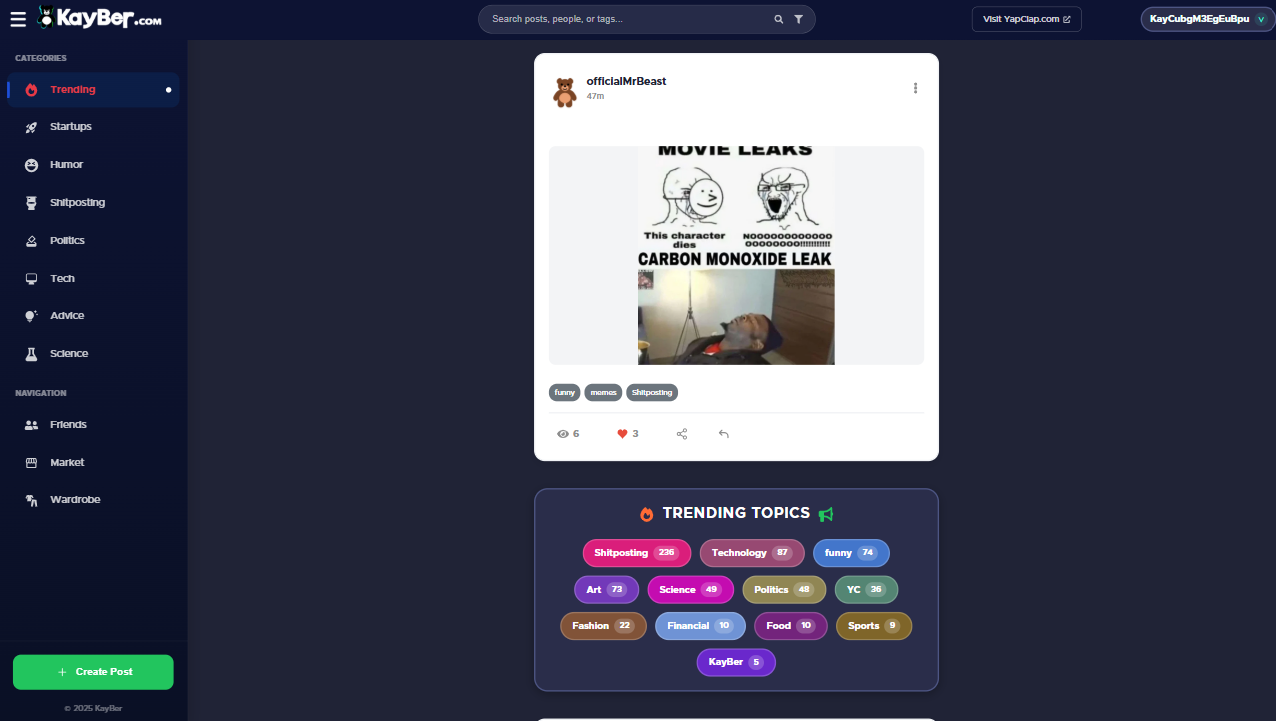 KayBer.com
Search posts, people, or tags...
Visit YapClap.com
KayCubgM3EgEuBpu
CATEGORIES
Trending
Startups
Humor
Shitposting
Politics
Tech
Advice
Science
NAVIGATION
Friends
Market
Wardrobe
+ Create Post
© 2025 KayBer
officialMrBeast
47m
MOVIE LEAKS
This character
dies
NOOOOOOOOOOOO
OOOOOOOO!!!!!!!!!!!
CARBON MONOXIDE LEAK
funny memes Shitposting
6 3
TRENDING TOPICS
Shitposting 236 Technology 87 funny 74
Art 73 Science 49 Politics 48 YC 36
Fashion 22 Financial 10 Food 10 Sports 9
KayBer 5